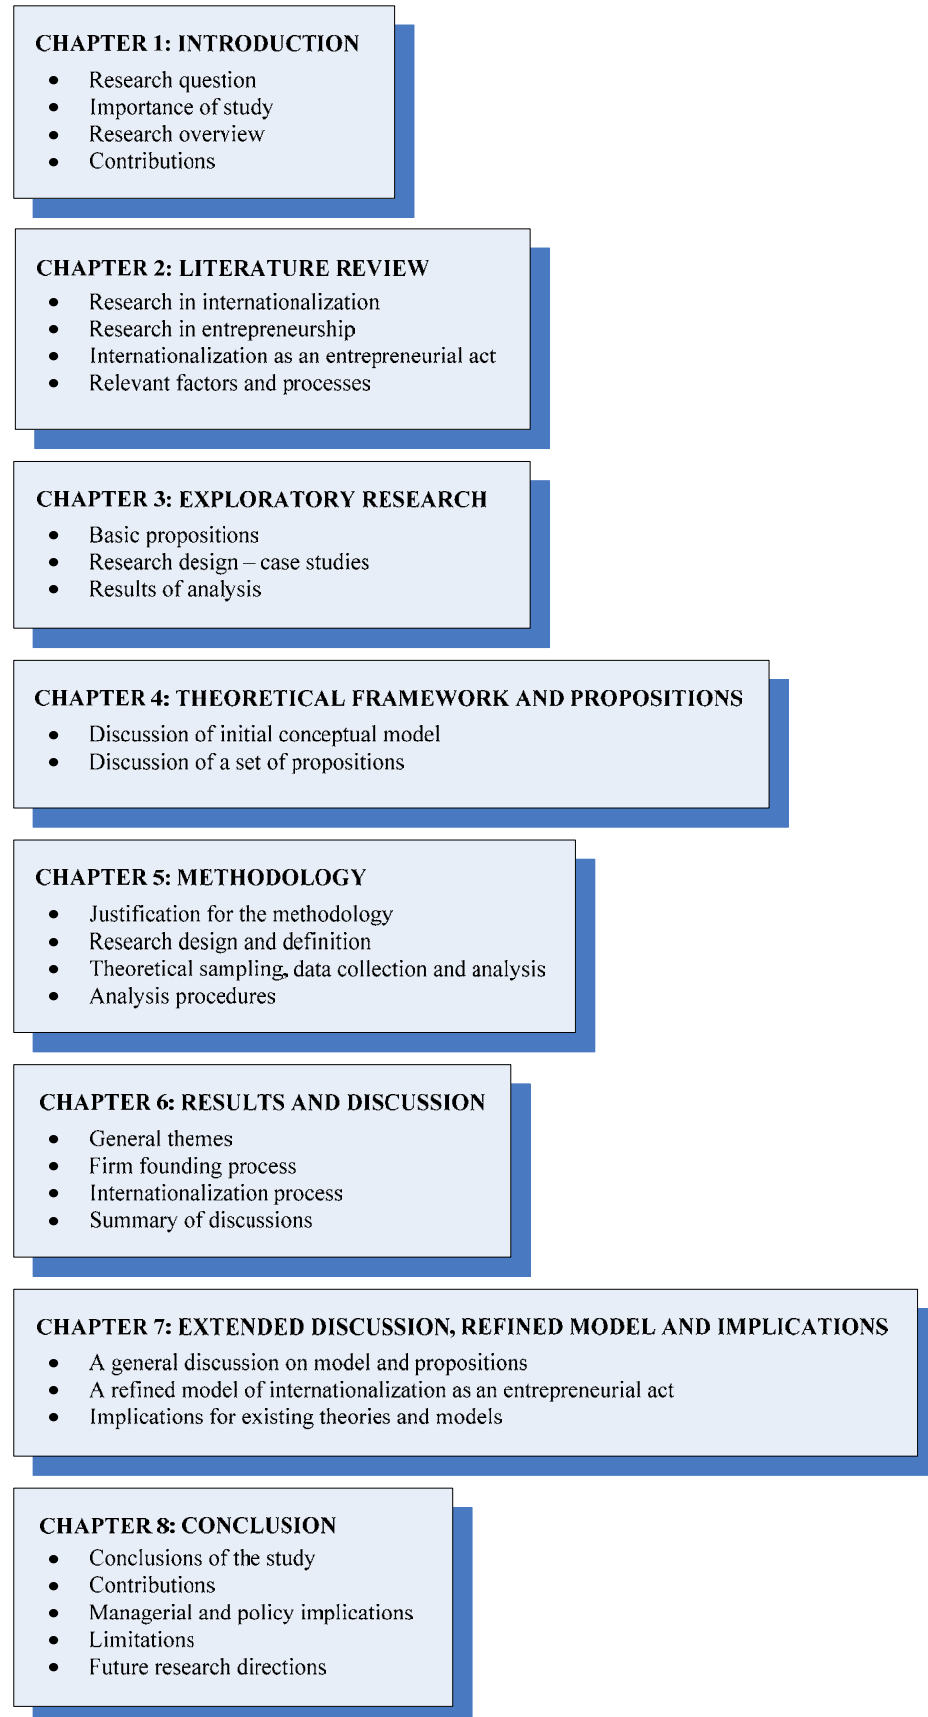 CHAPTER 1: INTRODUCTION
• Research question
• Importance of study
• Research overview
• Contributions
CHAPTER 2: LITERATURE REVIEW
• Research in internationalization
• Research in entrepreneurship
• Internationalization as an entrepreneurial act
• Relevant factors and processes
CHAPTER 3: EXPLORATORY RESEARCH
• Basic propositions
• Research design – case studies
• Results of analysis
CHAPTER 4: THEORETICAL FRAMEWORK AND PROPOSITIONS
• Discussion of initial conceptual model
• Discussion of a set of propositions
CHAPTER 5: METHODOLOGY
• Justification for the methodology
• Research design and definition
• Theoretical sampling, data collection and analysis
• Analysis procedures
CHAPTER 6: RESULTS AND DISCUSSION
• General themes
• Firm founding process
• Internationalization process
• Summary of discussions
CHAPTER 7: EXTENDED DISCUSSION, REFINED MODEL AND IMPLICATIONS
• A general discussion on model and propositions
• A refined model of internationalization as an entrepreneurial act
• Implications for existing theories and models
CHAPTER 8: CONCLUSION
• Conclusions of the study
• Contributions
• Managerial and policy implications
• Limitations
• Future research directions